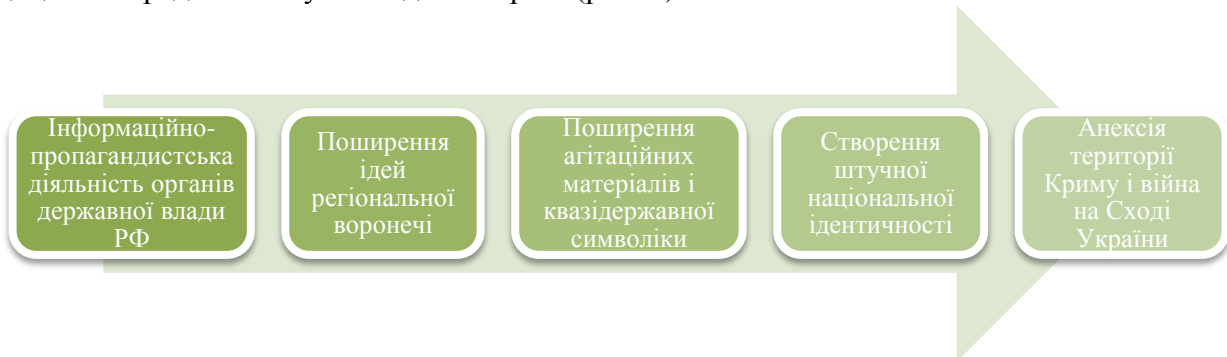 Інформаційно-
пропагандистська
діяльність органів
державної влади
РФ
Поширення
ідей
регіональної
воронечі
Поширення
агітаційних
матеріалів і
квазідержавної
символіки
Створення
штучної
національної
ідентичності
Анексія
території
Криму і війна
на Сході
України